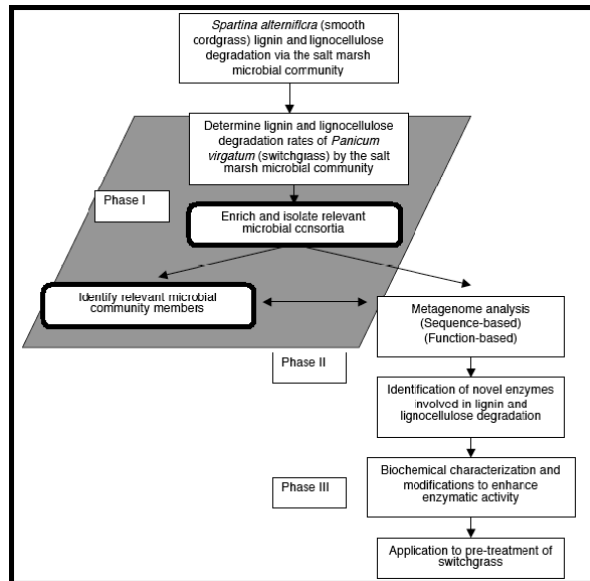 Spartina alterniflora (smooth
cordgrass) lignin and lignocellulose
degradation via the salt marsh
microbial community
Determine lignin and lignocellulose
degradation rates of Panicum
virgatum (switchgrass) by the salt
marsh microbial community
Phase I
Enrich and isolate relevant
microbial consortia
Identify relevant microbial
community members
Metagenome analysis
(Sequence-based)
(Function-based)
Phase II
Identification of novel enzymes
involved in lignin and
lignocellulose degradation
Biochemical characterization and
modifications to enhance
enzymatic activity
Phase III
Application to pre-treatment of
switchgrass